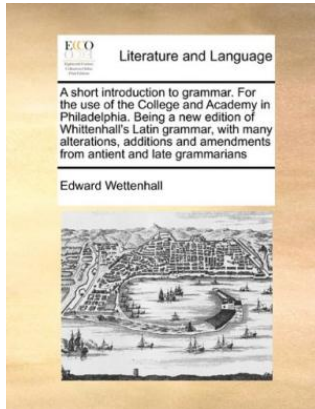 ECCO
Literature and Language
A short introduction to grammar. For
the use of the College and Academy in
Philadelphia. Being a new edition of
Whittenhall's Latin grammar, with many
alterations, additions and amendments
from antient and late grammarians
Edward Wettenhall